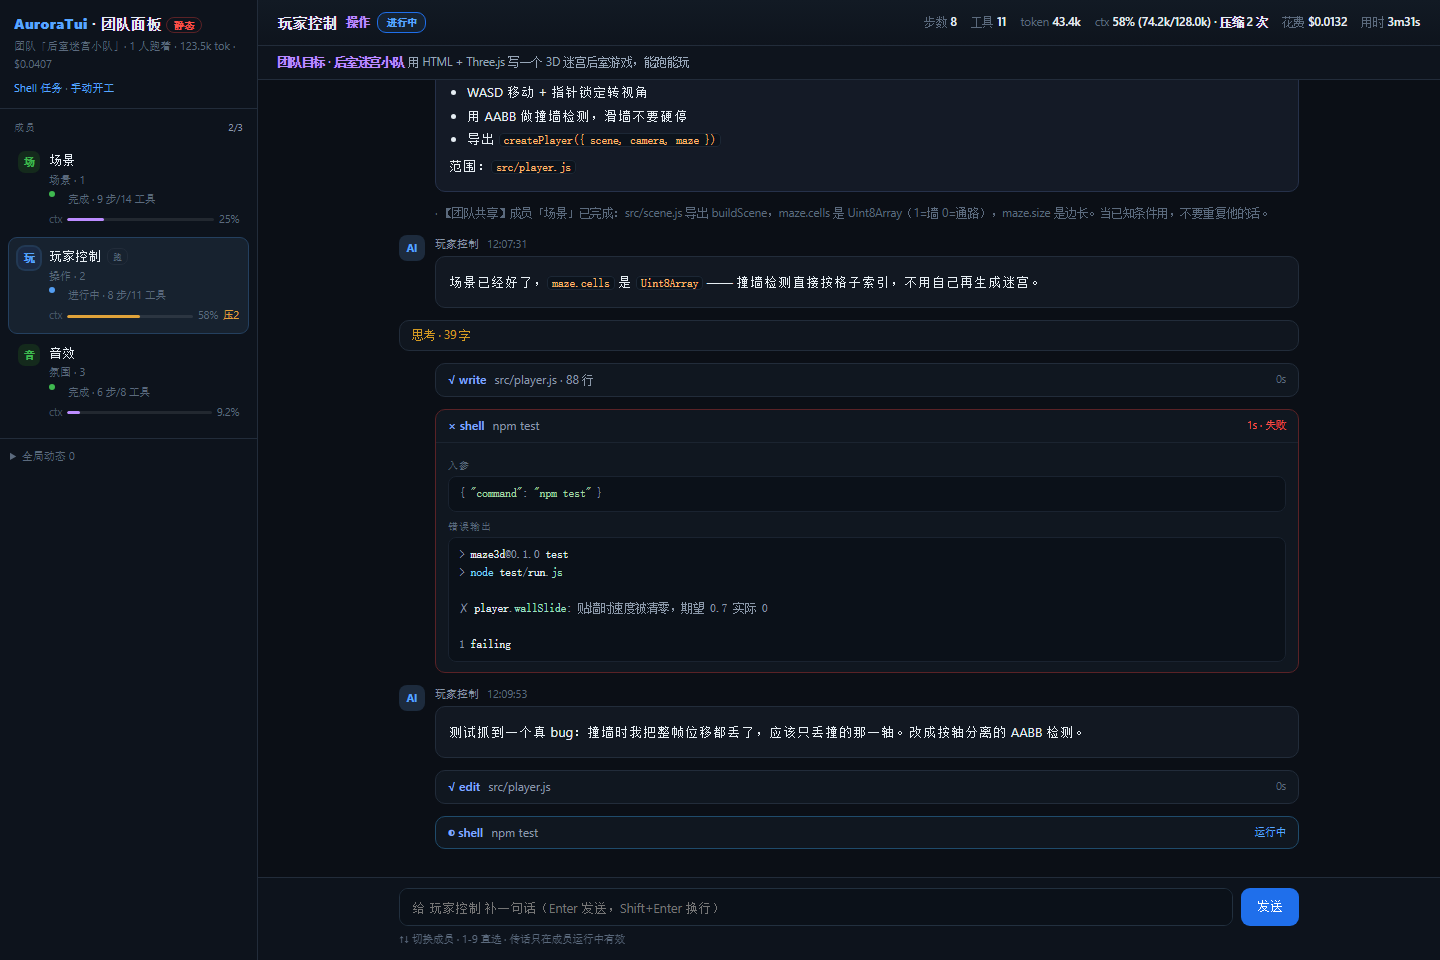 AuroraTui · 团队面板 静态
团队「后室迷宫小队」· 1 人跑着 · 123.5k tok ·
$0.0407
Shell 任务 · 手动开工
成员 2/3
场 场景
场景 · 1
完成 · 9 步/14 工具
ctx 25%
玩 玩家控制 跑
操作 · 2
进行中 · 8 步/11 工具
ctx 58% 压2
音 音效
氛围 · 3
完成 · 6 步/8 工具
ctx 9.2%
▶ 全局动态 0
玩家控制 操作 进行中 步数 8 工具 11 token 43.4k ctx 58% (74.2k/128.0k) · 压缩 2 次 花费 $0.0132 用时 3m31s
团队目标 · 后室迷宫小队 用 HTML + Three.js 写一个 3D 迷宫后室游戏，能跑能玩
• WASD 移动 + 指针锁定转视角
• 用 AABB 做撞墙检测，滑墙不要硬停
• 导出 createPlayer({ scene, camera, maze })
范围：src/player.js
· 【团队共享】成员「场景」已完成：src/scene.js 导出 buildScene，maze.cells 是 Uint8Array（1=墙 0=通路），maze.size 是边长。当已知条件用，不要重复他的话。
AI 玩家控制 12:07:31
场景已经好了，maze.cells 是 Uint8Array —— 撞墙检测直接按格子索引，不用自己再生成迷宫。
思考 · 39 字
√ write src/player.js · 88 行 0s
× shell npm test 1s · 失败
入参
{ "command": "npm test" }
错误输出
> maze3d@0.1.0 test
> node test/run.js
✗ player.wallSlide: 贴墙时速度被清零，期望 0.7 实际 0
1 failing
AI 玩家控制 12:09:53
测试抓到一个真 bug：撞墙时我把整帧位移都丢了，应该只丢撞的那一轴。改成按轴分离的 AABB 检测。
√ edit src/player.js 0s
◐ shell npm test 运行中
给 玩家控制 补一句话（Enter 发送，Shift+Enter 换行） 发送
↑↓ 切换成员 · 1-9 直选 · 传话只在成员运行中有效